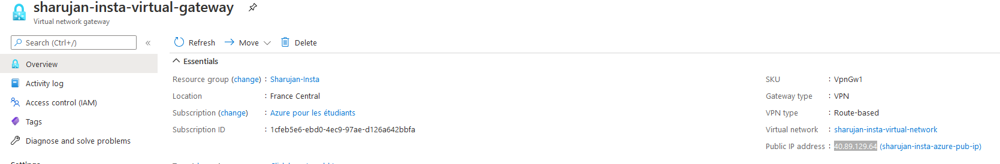 sharujan-insta-virtual-gateway
Virtual network gateway
Search (Ctrl+/)
«
Refresh
Move
Delete
Overview
Activity log
Access control (IAM)
Tags
Diagnose and solve problems
Essentials
Resource group (change) : Sharujan-Insta
Location : France Central
Subscription (change) : Azure pour les étudiants
Subscription ID : 1cfeb5e6-ebd0-4ec9-97ae-d126a642bbfa
SKU : VpnGw1
Gateway type : VPN
VPN type : Route-based
Virtual network : sharujan-insta-virtual-network
Public IP address : 40.89.129.64 (sharujan-insta-azure-pub-ip)